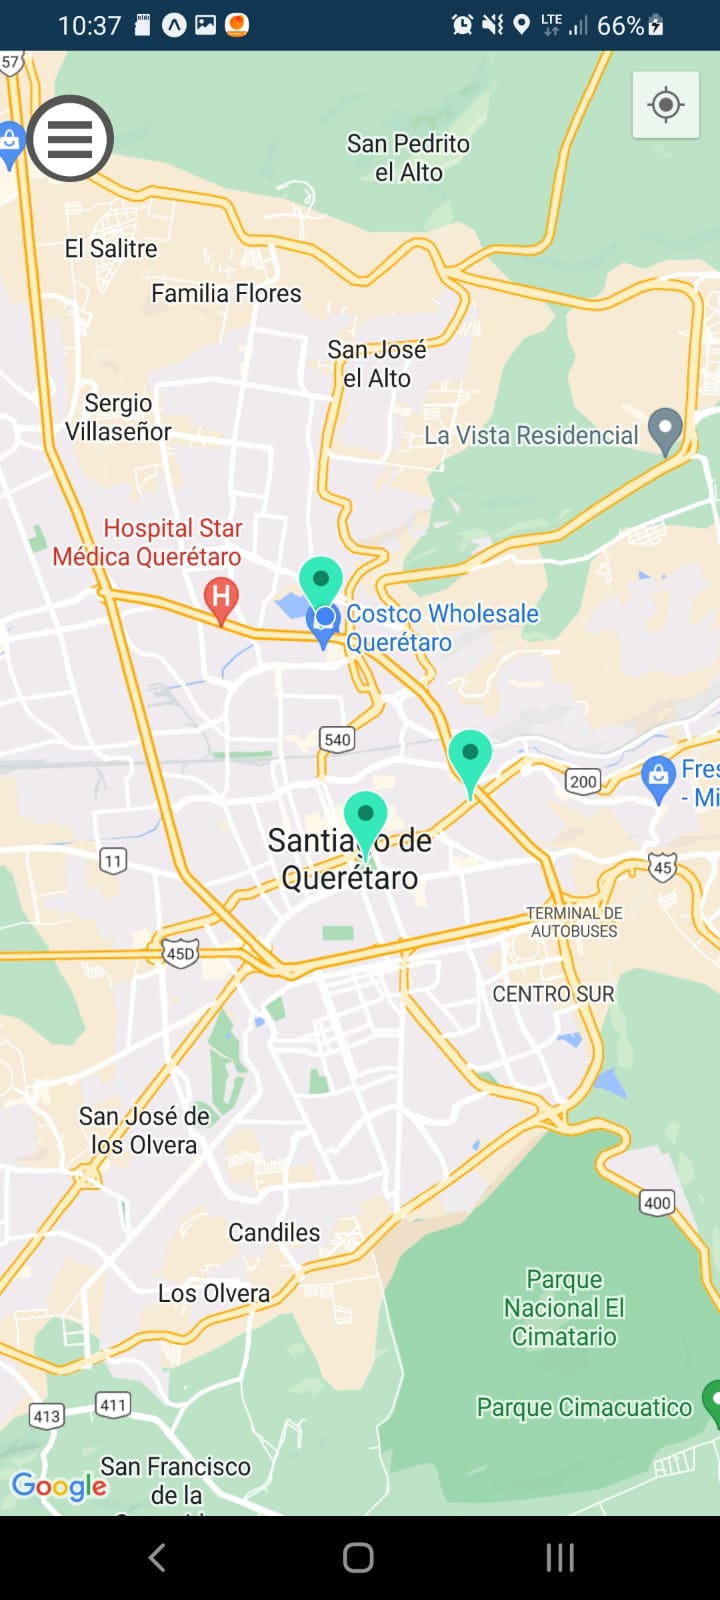 10:37
LTE
66%
57
San Pedrito
el Alto
El Salitre
Familia Flores
San José
el Alto
Sergio
Villaseñor
La Vista Residencial
Hospital Star
Médica Querétaro
H
Costco Wholesale
Querétaro
540
200
Fres
- Mi
Santiago de
Querétaro
11
45
TERMINAL DE
AUTOBUSES
45D
CENTRO SUR
San José de
los Olvera
400
Candiles
Los Olvera
Parque
Nacional El
Cimatario
Parque Cimacuatico
413
411
Google
San Francisco
de la